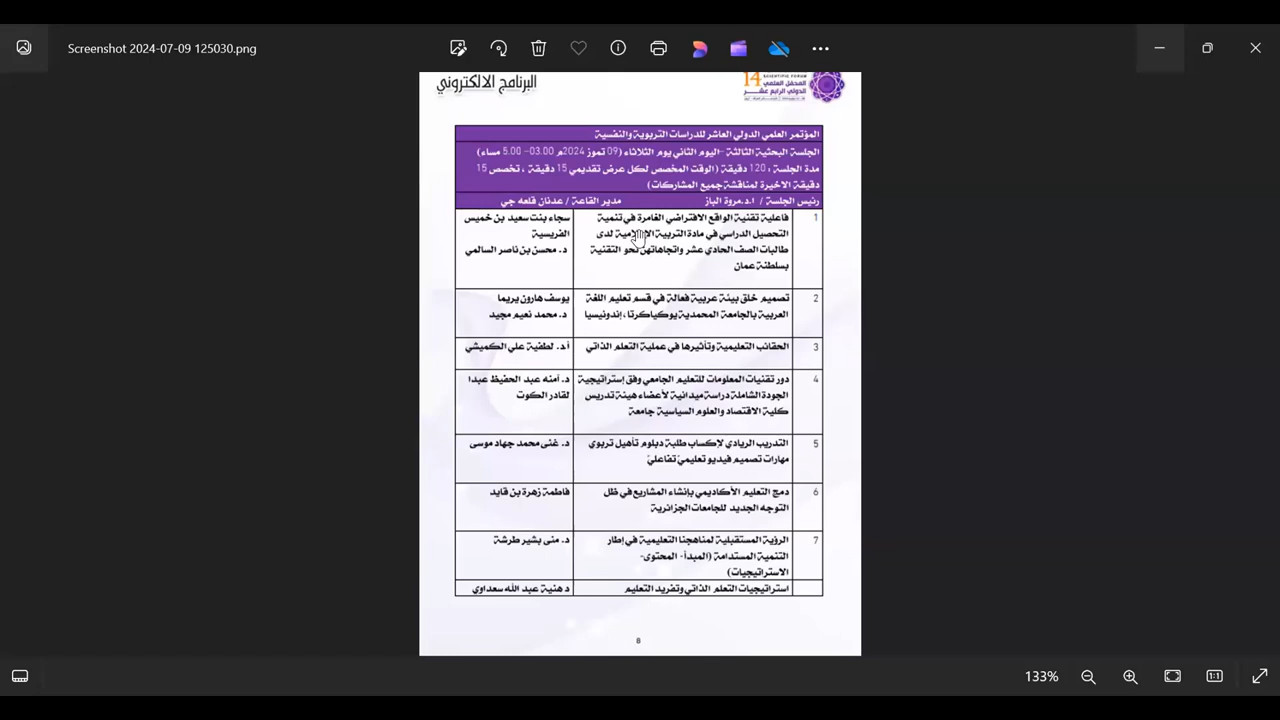 Screenshot 2024-07-09 125030.png
البرنامج الالكتروني
14 SCIENTIFIC FORUM
المحفل العلمي
الدولي الرابع عشر
المؤتمر العلمي الدولي العاشر للدراسات التربوية والنفسية
الجلسة البحثية الثالثة -اليوم الثاني يوم الثلاثاء (09 تموز 2024م 03.00– 5.00 مساء)
مدة الجلسة : 120 دقيقة (الوقت المخصص لكل عرض تقديمي 15 دقيقة ، تخصص 15
دقيقة الاخيرة لمناقشة جميع المشاركات)
رئيس الجلسة / ا.د.مروة الباز
مدير القاعة / عدنان قلعه جي
1
فاعلية تقنية الواقع الافتراضي الغامرة في تنمية
التحصيل الدراسي في مادة التربية الإسلامية لدى
طالبات الصف الحادي عشر واتجاهاتهن نحو التقنية
بسلطنة عمان
سجاء بنت سعيد بن خميس
الفريسية
د. محسن بن ناصر السالمي
2
تصميم خلق بيئة عربية فعالة في قسم تعليم اللغة
العربية بالجامعة المحمدية يوكياكرتا، إندونيسيا
يوسف هارون يريما
د. محمد نعيم مجيد
3
الحقائب التعليمية وتأثيرها في عملية التعلم الذاتي
أ.د. لطفية علي الكميشي
4
دور تقنيات المعلومات للتعليم الجامعي وفق إستراتيجية
الجودة الشاملة دراسة ميدانية لأعضاء هيئة تدريس
كلية الاقتصاد والعلوم السياسية جامعة
د. أمنه عبد الحفيظ عبدا
لقادر الكوت
5
التدريب الريادي لإكساب طلبة دبلوم تأهيل تربوي
مهارات تصميم فيديو تعليميّ تفاعليّ
د. غنى محمد جهاد موسى
6
دمج التعليم الأكاديمي بإنشاء المشاريع في ظل
التوجه الجديد للجامعات الجزائرية
فاطمة زهرة بن قايد
7
الرؤية المستقبلية لمناهجنا التعليمية في إطار
التنمية المستدامة (المبدأ- المحتوى-
الاستراتيجيات)
د. منى بشير طرشة
استراتيجيات التعلم الذاتي وتفريد التعليم
د هنية عبد الله سعداوي
6
133%